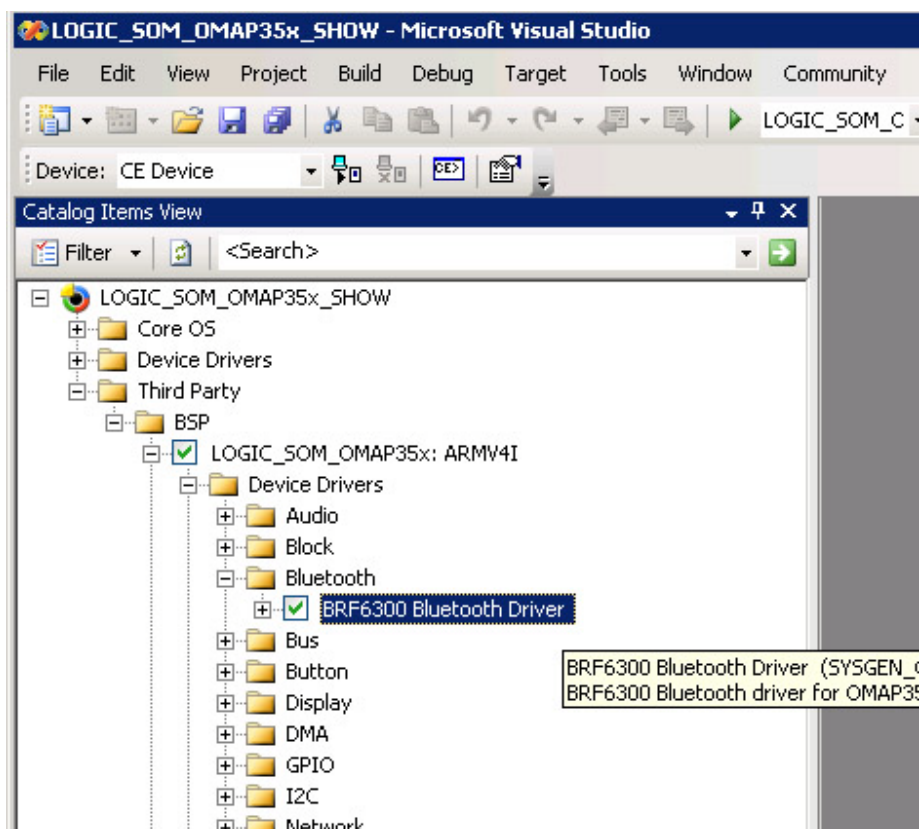 LOGIC_SOM_OMAP35x_SHOW - Microsoft Visual Studio
File Edit View Project Build Debug Target Tools Window Community
LOGIC_SOM_C
Device: CE Device CE>
Catalog Items View
Filter <Search>
LOGIC_SOM_OMAP35x_SHOW
Core OS
Device Drivers
Third Party
BSP
LOGIC_SOM_OMAP35x: ARMV4I
Device Drivers
Audio
Block
Bluetooth
BRF6300 Bluetooth Driver
Bus
Button
BRF6300 Bluetooth Driver (SYSGEN_
BRF6300 Bluetooth driver for OMAP35
Display
DMA
GPIO
I2C
Network